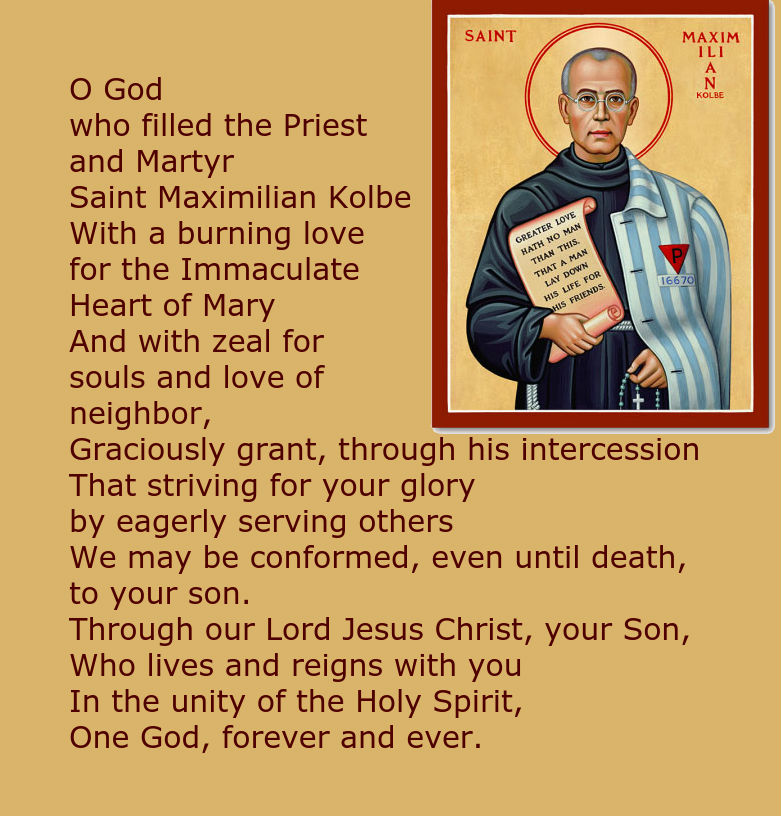 SAINT
MAXIM
ILI
A
N
KOLBE
GREATER LOVE
HATH NO MAN
THAN THIS.
THAT A MAN
LAY DOWN
HIS LIFE FOR
HIS FRIENDS.
P
16670
O God
who filled the Priest
and Martyr
Saint Maximilian Kolbe
With a burning love
for the Immaculate
Heart of Mary
And with zeal for
souls and love of
neighbor,
Graciously grant, through his intercession
That striving for your glory
by eagerly serving others
We may be conformed, even until death,
to your son.
Through our Lord Jesus Christ, your Son,
Who lives and reigns with you
In the unity of the Holy Spirit,
One God, forever and ever.